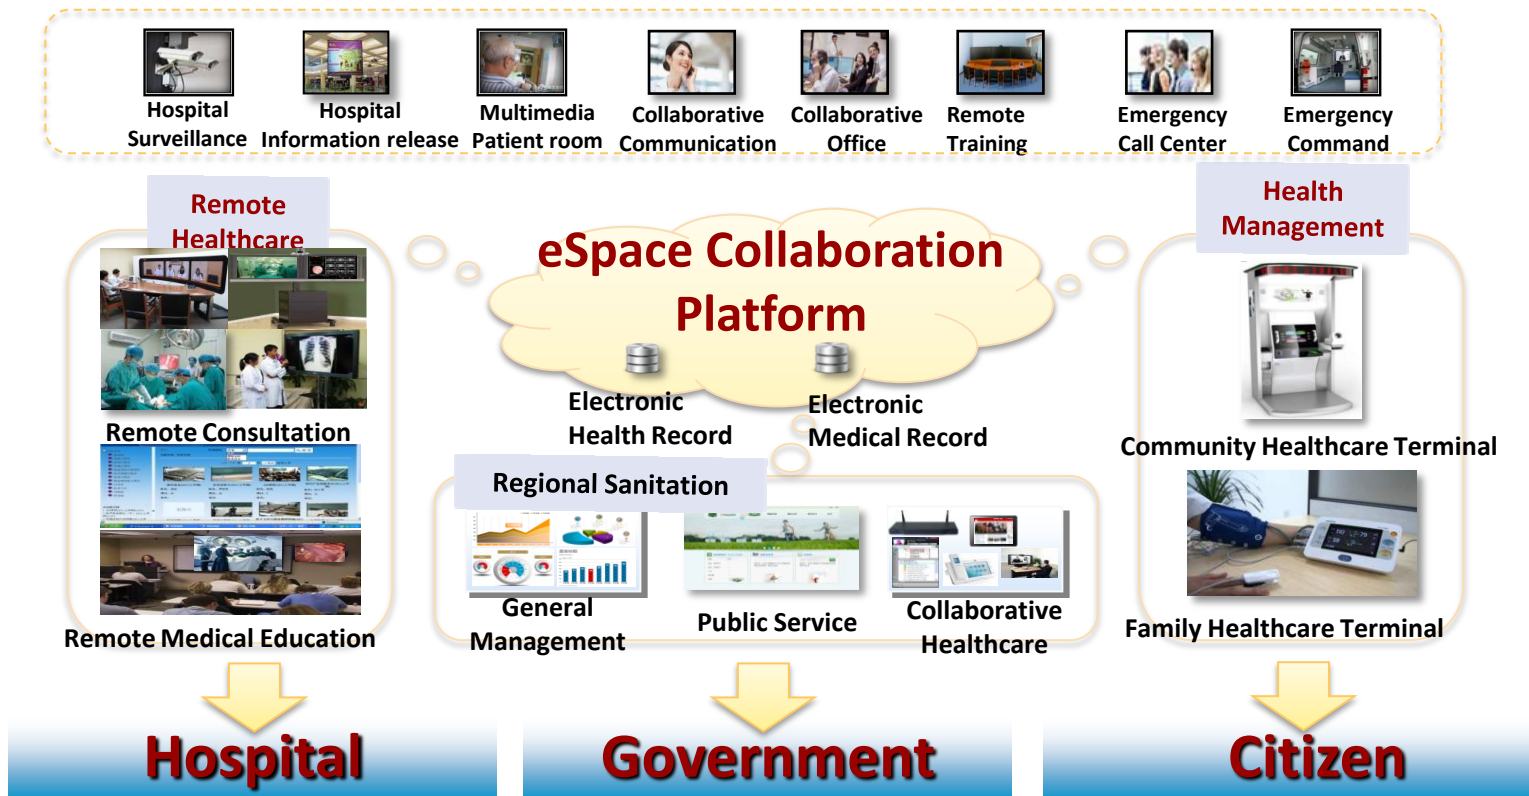 Hospital
Surveillance
Hospital
Information release
Multimedia
Patient room
Collaborative
Communication
Collaborative
Office
Remote
Training
Emergency
Call Center
Emergency
Command
Remote
Healthcare
Remote Consultation
Remote Medical Education
eSpace Collaboration
Platform
Electronic
Health Record
Electronic
Medical Record
Regional Sanitation
General
Management
Public Service
Collaborative
Healthcare
Health
Management
Community Healthcare Terminal
Family Healthcare Terminal
Hospital
Government
Citizen